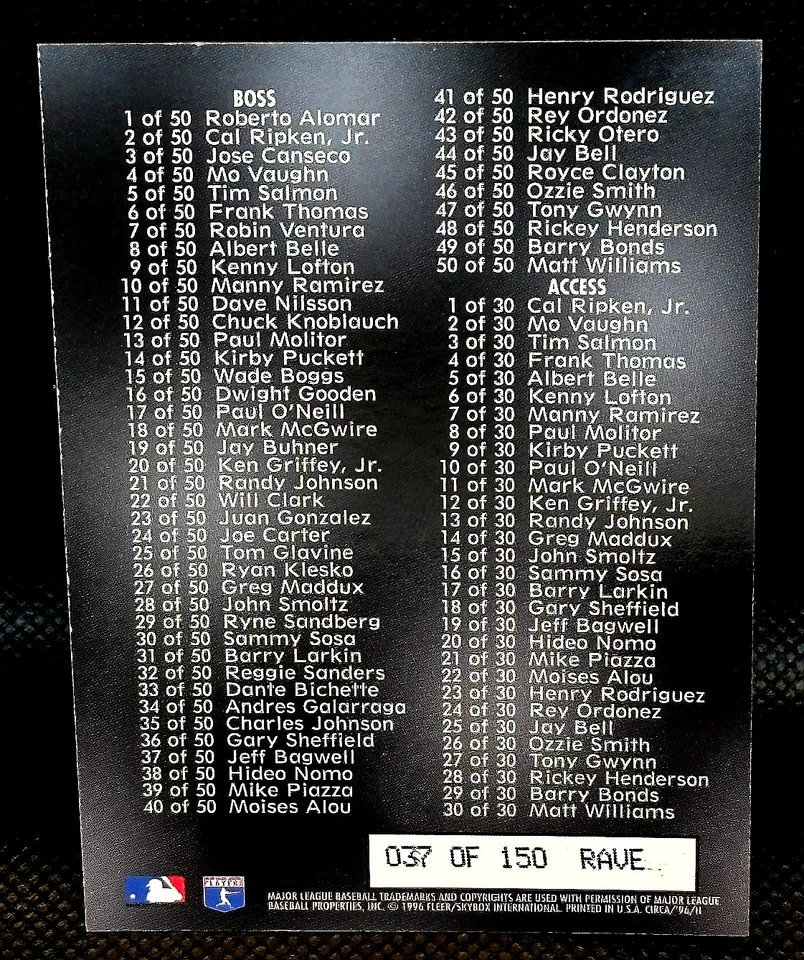 BOSS
1 of 50 Roberto Alomar
2 of 50 Cal Ripken, Jr.
3 of 50 Jose Canseco
4 of 50 Mo Vaughn
5 of 50 Tim Salmon
6 of 50 Frank Thomas
7 of 50 Robin Ventura
8 of 50 Albert Belle
9 of 50 Kenny Lofton
10 of 50 Manny Ramirez
11 of 50 Dave Nilsson
12 of 50 Chuck Knoblauch
13 of 50 Paul Molitor
14 of 50 Kirby Puckett
15 of 50 Wade Boggs
16 of 50 Dwight Gooden
17 of 50 Paul O'Neill
18 of 50 Mark McGwire
19 of 50 Jay Buhner
20 of 50 Ken Griffey, Jr.
21 of 50 Randy Johnson
22 of 50 Will Clark
23 of 50 Juan Gonzalez
24 of 50 Joe Carter
25 of 50 Tom Glavine
26 of 50 Ryan Klesko
27 of 50 Greg Maddux
28 of 50 John Smoltz
29 of 50 Ryne Sandberg
30 of 50 Sammy Sosa
31 of 50 Barry Larkin
32 of 50 Reggie Sanders
33 of 50 Dante Bichette
34 of 50 Andres Galarraga
35 of 50 Charles Johnson
36 of 50 Gary Sheffield
37 of 50 Jeff Bagwell
38 of 50 Hideo Nomo
39 of 50 Mike Piazza
40 of 50 Moises Alou
41 of 50 Henry Rodriguez
42 of 50 Rey Ordonez
43 of 50 Ricky Otero
44 of 50 Jay Bell
45 of 50 Royce Clayton
46 of 50 Ozzie Smith
47 of 50 Tony Gwynn
48 of 50 Rickey Henderson
49 of 50 Barry Bonds
50 of 50 Matt Williams
ACCESS
1 of 30 Cal Ripken, Jr.
2 of 30 Mo Vaughn
3 of 30 Tim Salmon
4 of 30 Frank Thomas
5 of 30 Albert Belle
6 of 30 Kenny Lofton
7 of 30 Manny Ramirez
8 of 30 Paul Molitor
9 of 30 Kirby Puckett
10 of 30 Paul O'Neill
11 of 30 Mark McGwire
12 of 30 Ken Griffey, Jr.
13 of 30 Randy Johnson
14 of 30 Greg Maddux
15 of 30 John Smoltz
16 of 30 Sammy Sosa
17 of 30 Barry Larkin
18 of 30 Gary Sheffield
19 of 30 Jeff Bagwell
20 of 30 Hideo Nomo
21 of 30 Mike Piazza
22 of 30 Moises Alou
23 of 30 Henry Rodriguez
24 of 30 Rey Ordonez
25 of 30 Jay Bell
26 of 30 Ozzie Smith
27 of 30 Tony Gwynn
28 of 30 Rickey Henderson
29 of 30 Barry Bonds
30 of 30 Matt Williams
037 OF 150 RAVE
PLAYERS
MAJOR LEAGUE BASEBALL TRADEMARKS AND COPYRIGHTS ARE USED WITH PERMISSION OF MAJOR LEAGUE
BASEBALL PROPERTIES, INC. © 1996 FLEER/SKYBOX INTERNATIONAL. PRINTED IN U.S.A. CIRCA/'96/H